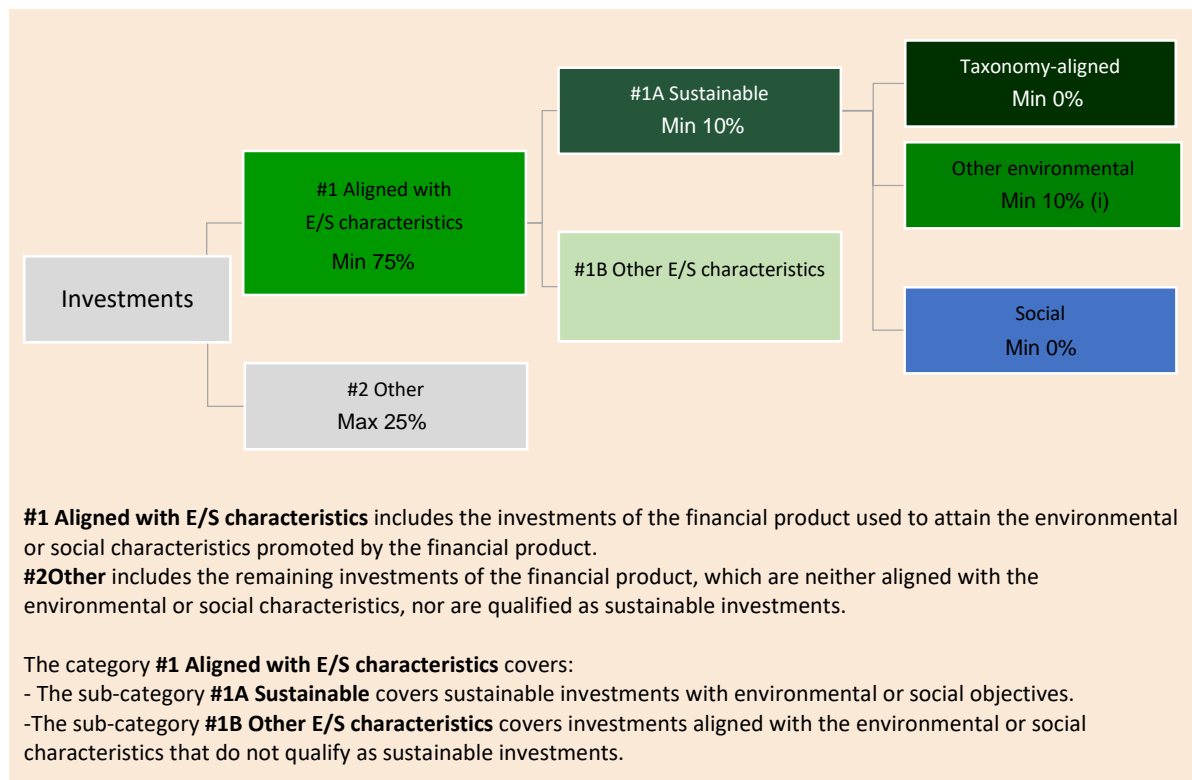 Investments
#1 Aligned with
E/S characteristics
Min 75%
#2 Other
Max 25%
#1A Sustainable
Min 10%
#1B Other E/S characteristics
Taxonomy-aligned
Min 0%
Other environmental
Min 10% (i)
Social
Min 0%
#1 Aligned with E/S characteristics includes the investments of the financial product used to attain the environmental
or social characteristics promoted by the financial product.
#2Other includes the remaining investments of the financial product, which are neither aligned with the
environmental or social characteristics, nor are qualified as sustainable investments.
The category #1 Aligned with E/S characteristics covers:
- The sub-category #1A Sustainable covers sustainable investments with environmental or social objectives.
-The sub-category #1B Other E/S characteristics covers investments aligned with the environmental or social
characteristics that do not qualify as sustainable investments.